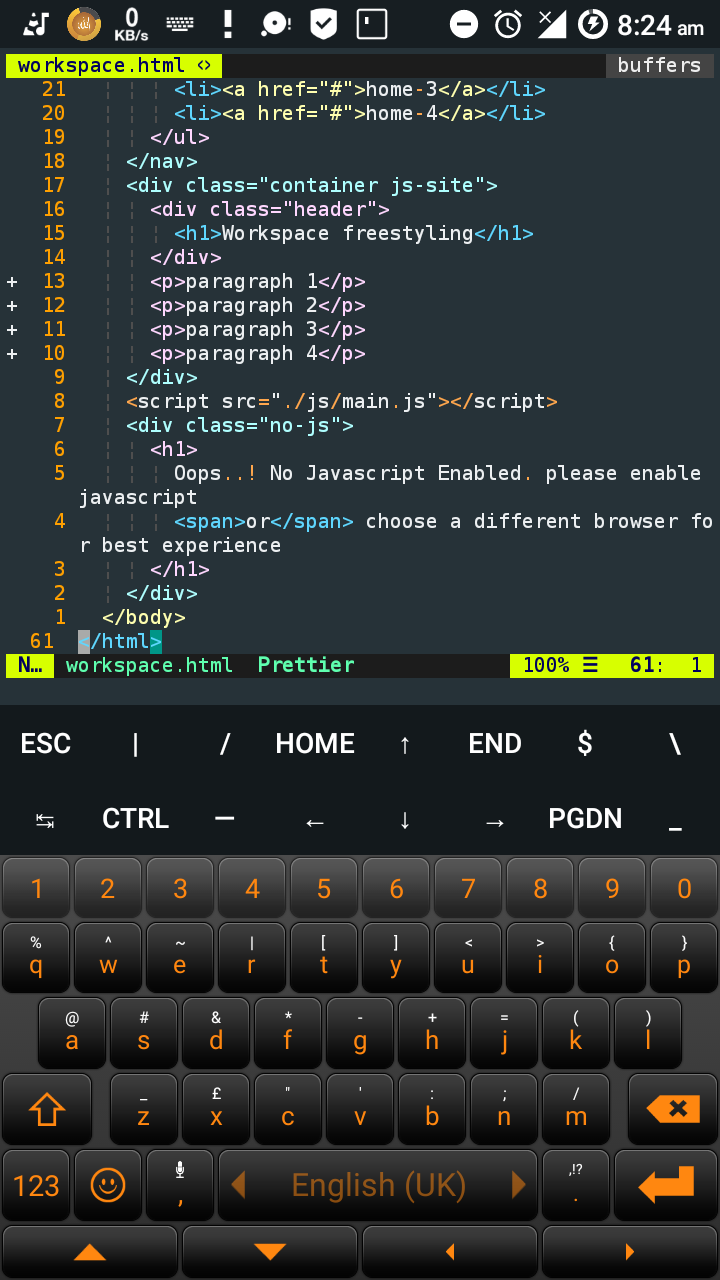 0
KB/s
8:24 am
workspace.html <> buffers
21 <li><a href="#">home-3</a></li>
20 <li><a href="#">home-4</a></li>
19 </ul>
18 </nav>
17 <div class="container js-site">
16 <div class="header">
15 <h1>Workspace freestyling</h1>
14 </div>
+ 13 <p>paragraph 1</p>
+ 12 <p>paragraph 2</p>
+ 11 <p>paragraph 3</p>
+ 10 <p>paragraph 4</p>
9 </div>
8 <script src="./js/main.js"></script>
7 <div class="no-js">
6 <h1>
5 Oops..! No Javascript Enabled. please enable
javascript
4 <span>or</span> choose a different browser fo
r best experience
3 </h1>
2 </div>
1 </body>
61 </html>
N… workspace.html Prettier 100% ☰ 61: 1
ESC | / HOME ↑ END $ \
↹ CTRL — ← ↓ → PGDN _
1 2 3 4 5 6 7 8 9 0
% ^ ~ | [ ] < > { }
q w e r t y u i o p
@ # & * - + = ( )
a s d f g h j k l
_ £ " ' : ; /
z x c v b n m
,!?
123 , English (UK) .